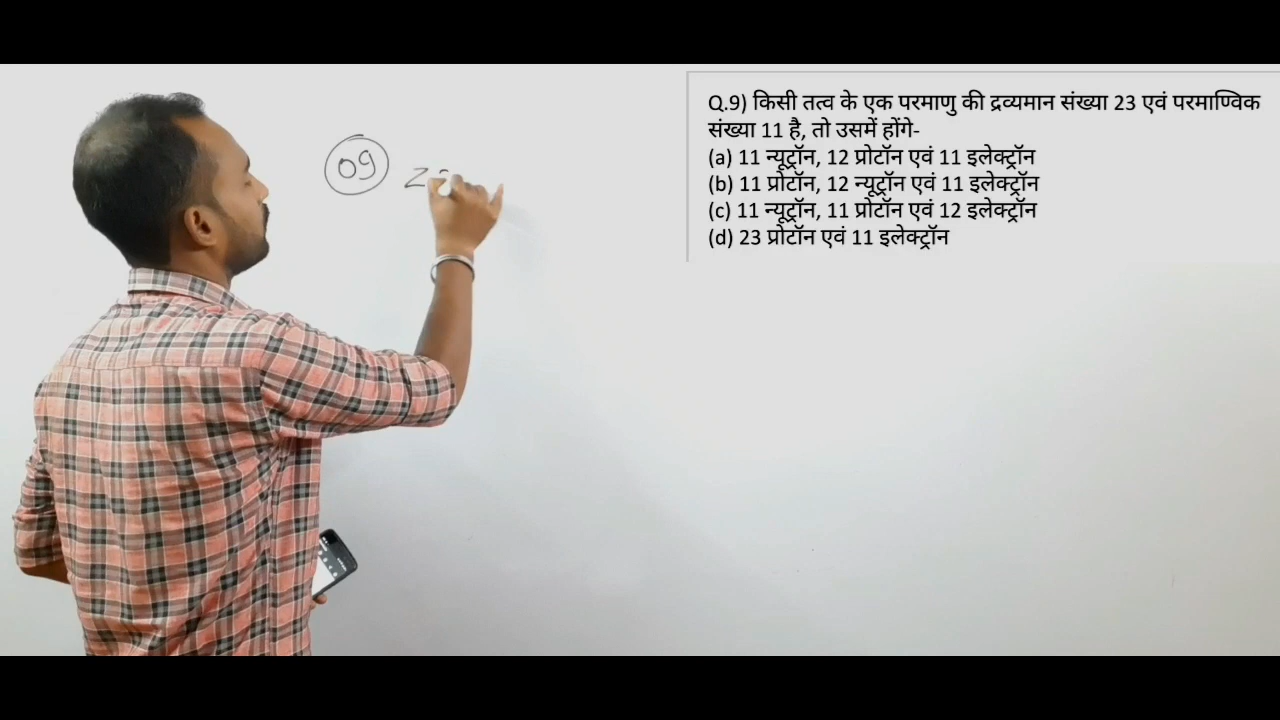 Q.9) किसी तत्व के एक परमाणु की द्रव्यमान संख्या 23 एवं परमाण्विक
संख्या 11 है, तो उसमें होंगे-
(a) 11 न्यूट्रॉन, 12 प्रोटॉन एवं 11 इलेक्ट्रॉन
(b) 11 प्रोटॉन, 12 न्यूट्रॉन एवं 11 इलेक्ट्रॉन
(c) 11 न्यूट्रॉन, 11 प्रोटॉन एवं 12 इलेक्ट्रॉन
(d) 23 प्रोटॉन एवं 11 इलेक्ट्रॉन
09